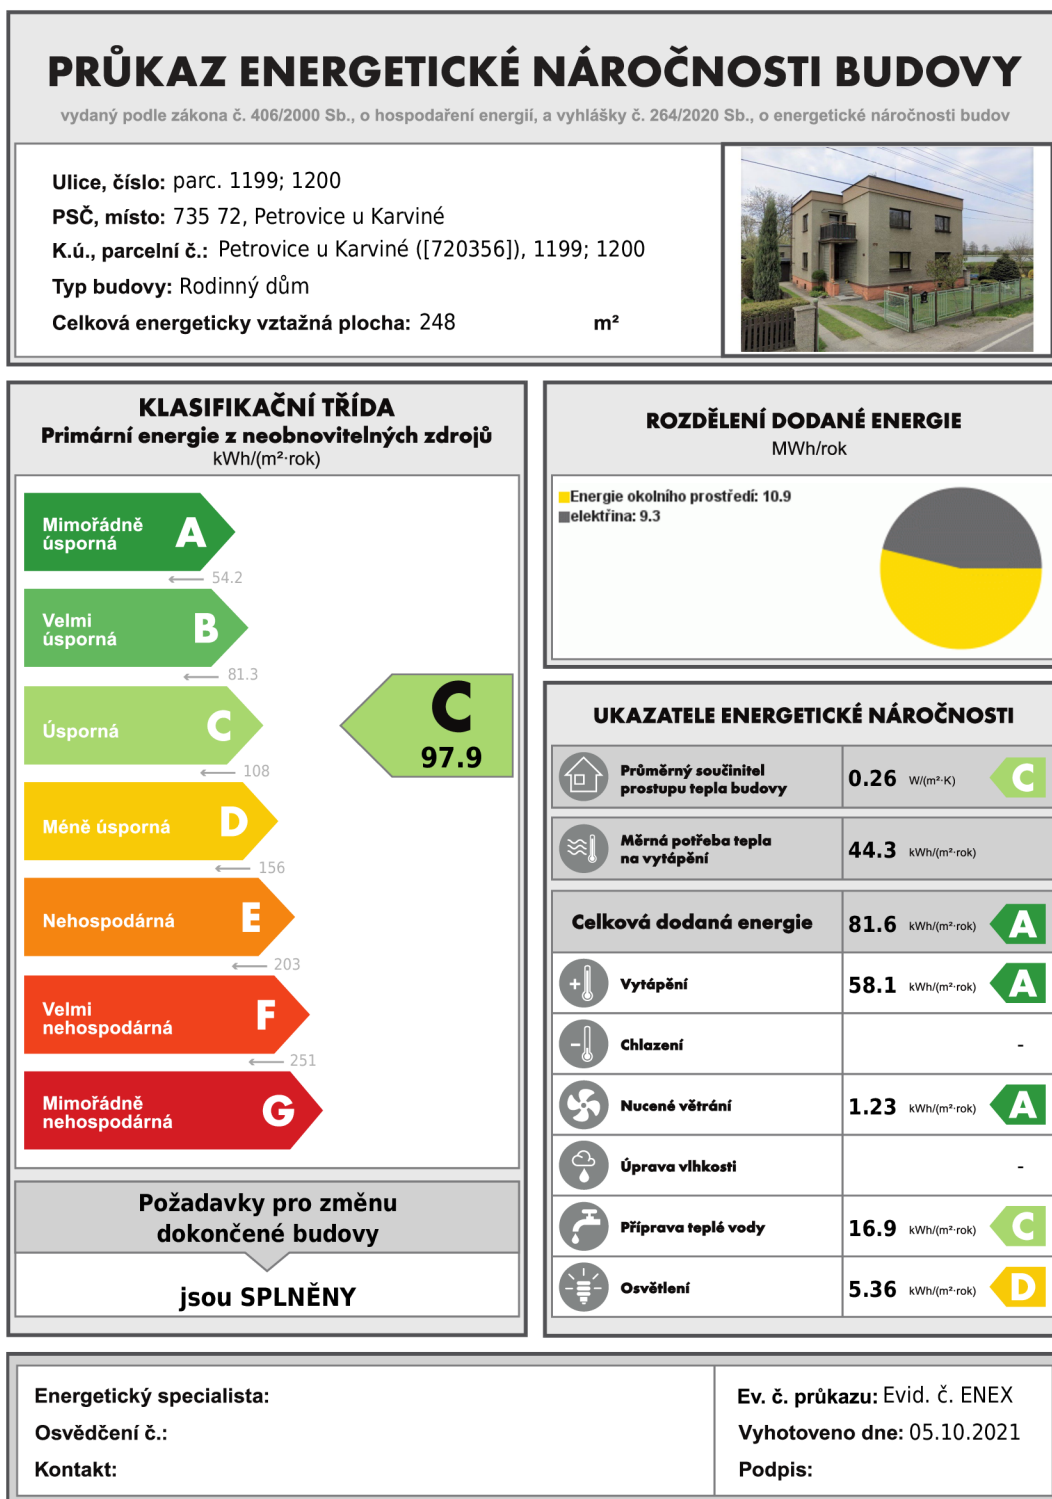 PRŮKAZ ENERGETICKÉ NÁROČNOSTI BUDOVY
vydaný podle zákona č. 406/2000 Sb., o hospodaření energií, a vyhlášky č. 264/2020 Sb., o energetické náročnosti budov
Ulice, číslo: parc. 1199; 1200
PSČ, místo: 735 72, Petrovice u Karviné
K.ú., parcelní č.: Petrovice u Karviné ([720356]), 1199; 1200
Typ budovy: Rodinný dům
Celková energeticky vztažná plocha: 248 m²
KLASIFIKAČNÍ TŘÍDA
Primární energie z neobnovitelných zdrojů
kWh/(m²·rok)
Mimořádně
úsporná
A
54.2
Velmi
úsporná
B
81.3
Úsporná
C
108
Méně úsporná
D
156
Nehospodárná
E
203
Velmi
nehospodárná
F
251
Mimořádně
nehospodárná
G
C
97.9
Požadavky pro změnu
dokončené budovy
jsou SPLNĚNY
ROZDĚLENÍ DODANÉ ENERGIE
MWh/rok
Energie okolního prostředí: 10.9
elektřina: 9.3
UKAZATELE ENERGETICKÉ NÁROČNOSTI
Průměrný součinitel
prostupu tepla budovy
0.26 W/(m²·K) C
Měrná potřeba tepla
na vytápění
44.3 kWh/(m²·rok)
Celková dodaná energie 81.6 kWh/(m²·rok) A
Vytápění 58.1 kWh/(m²·rok) A
Chlazení -
Nucené větrání 1.23 kWh/(m²·rok) A
Úprava vlhkosti -
Příprava teplé vody 16.9 kWh/(m²·rok) C
Osvětlení 5.36 kWh/(m²·rok) D
Energetický specialista:
Osvědčení č.:
Kontakt:
Ev. č. průkazu: Evid. č. ENEX
Vyhotoveno dne: 05.10.2021
Podpis: